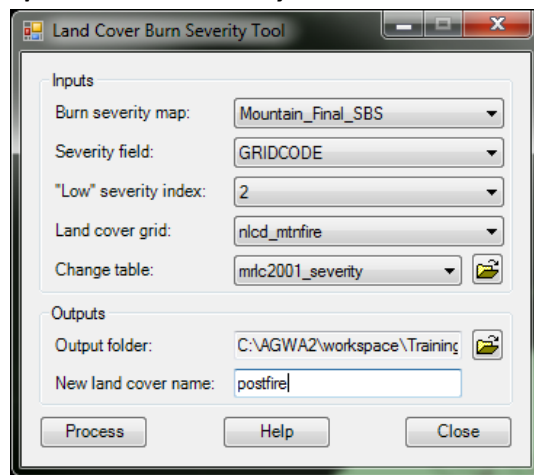 Land Cover Burn Severity Tool
Inputs
Burn severity map: Mountain_Final_SBS
Severity field: GRIDCODE
"Low" severity index: 2
Land cover grid: nlcd_mtnfire
Change table: mrlc2001_severity
Outputs
Output folder: C:\AGWA2\workspace\Training
New land cover name: postfire
Process Help Close